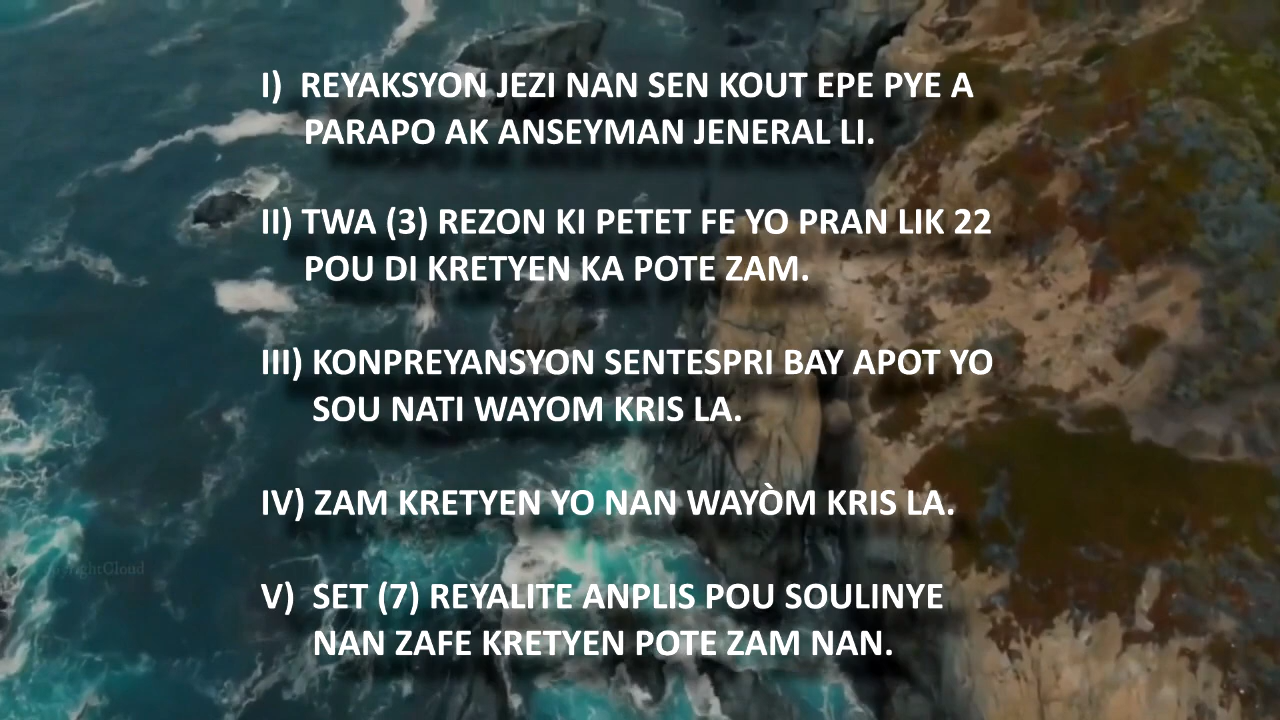 I) REYAKSYON JEZI NAN SEN KOUT EPE PYE A
PARAPO AK ANSEYMAN JENERAL LI.
II) TWA (3) REZON KI PETET FE YO PRAN LIK 22
POU DI KRETYEN KA POTE ZAM.
III) KONPREYANSYON SENTESPRI BAY APOT YO
SOU NATI WAYOM KRIS LA.
IV) ZAM KRETYEN YO NAN WAYÒM KRIS LA.
V) SET (7) REYALITE ANPLIS POU SOULINYE
NAN ZAFE KRETYEN POTE ZAM NAN.